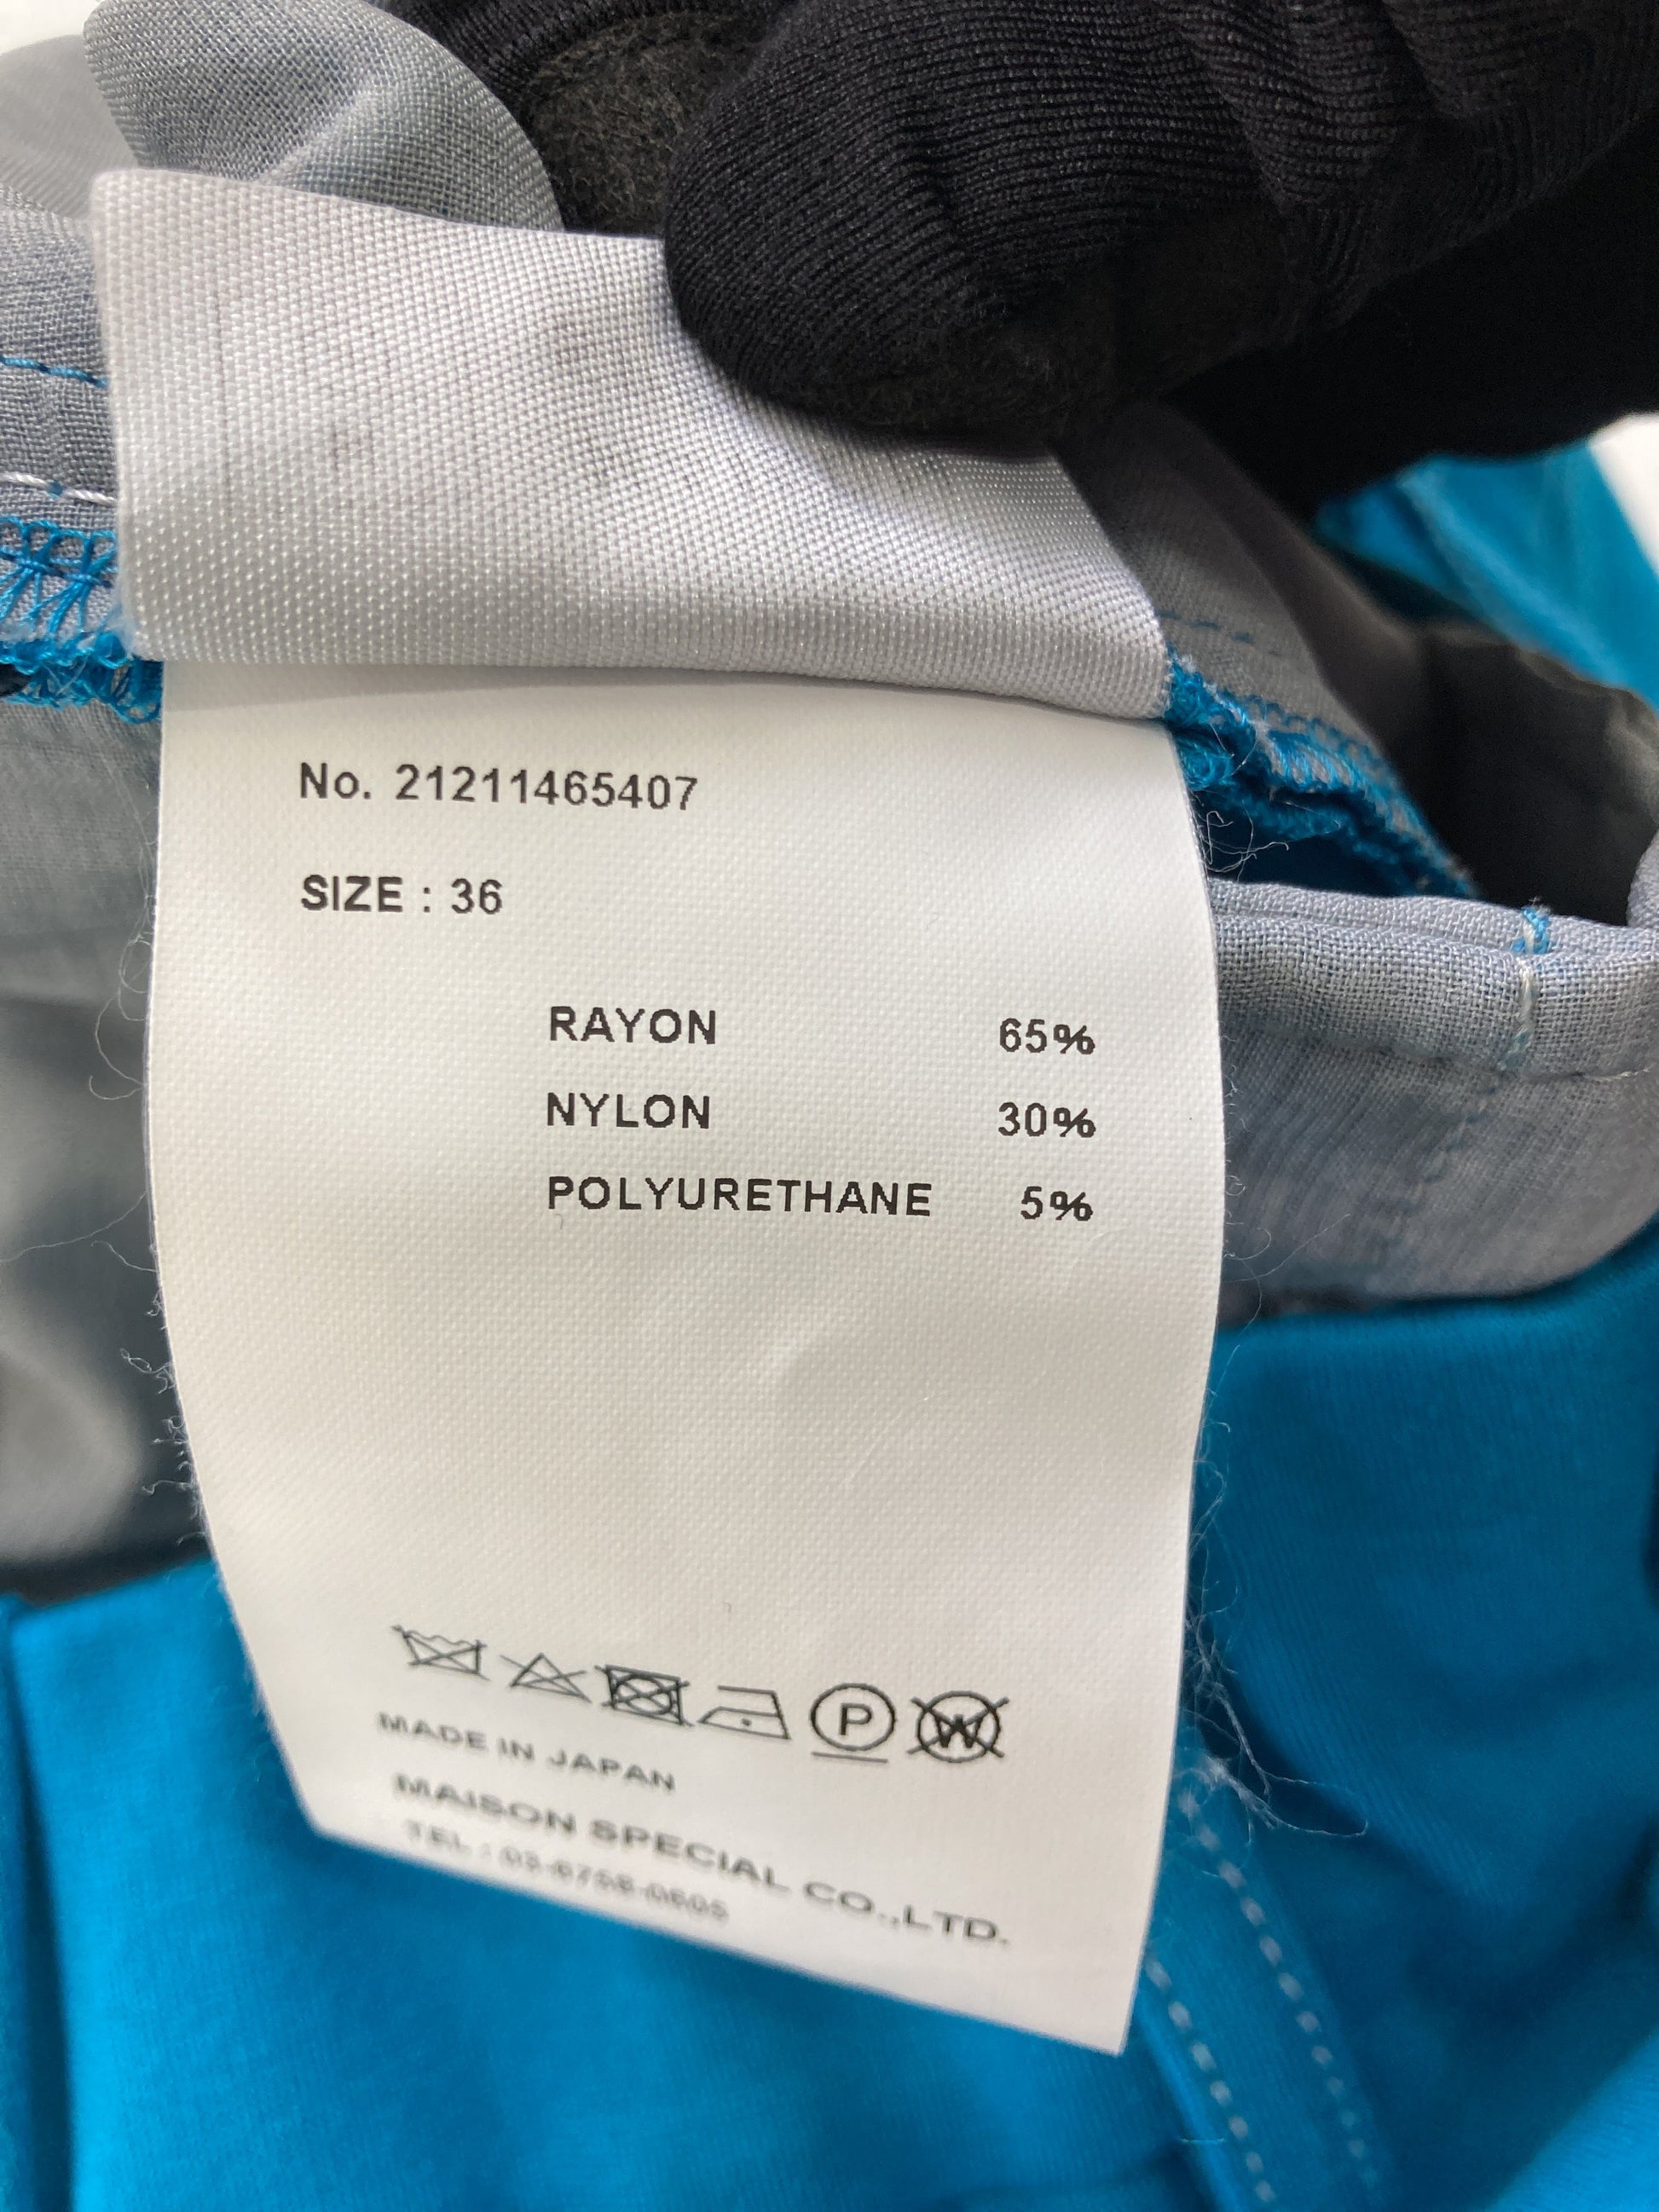 No. 21211465407
SIZE : 36
RAYON 65%
NYLON 30%
POLYURETHANE 5%
P W
MADE IN JAPAN
MAISON SPECIAL CO.,LTD.
TEL : 03-6758-0605